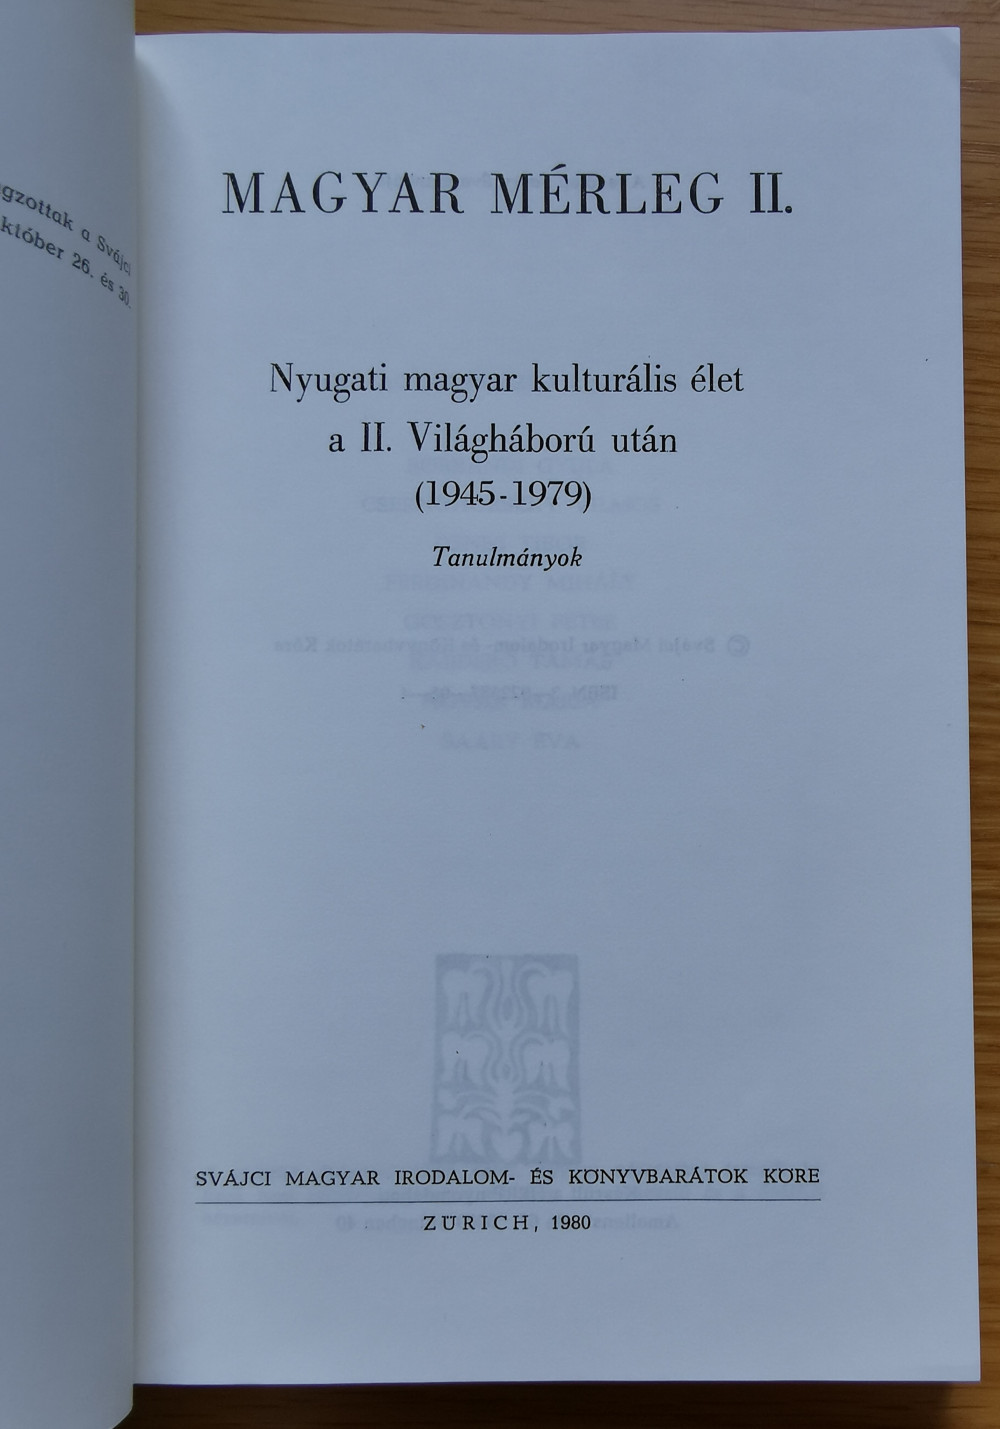 gzottak a Svájci
któber 26. és 30.
MAGYAR MÉRLEG II.
Nyugati magyar kulturális élet
a II. Világháború után
(1945-1979)
Tanulmányok
SVÁJCI MAGYAR IRODALOM- ÉS KÖNYVBARÁTOK KÖRE
ZÜRICH, 1980